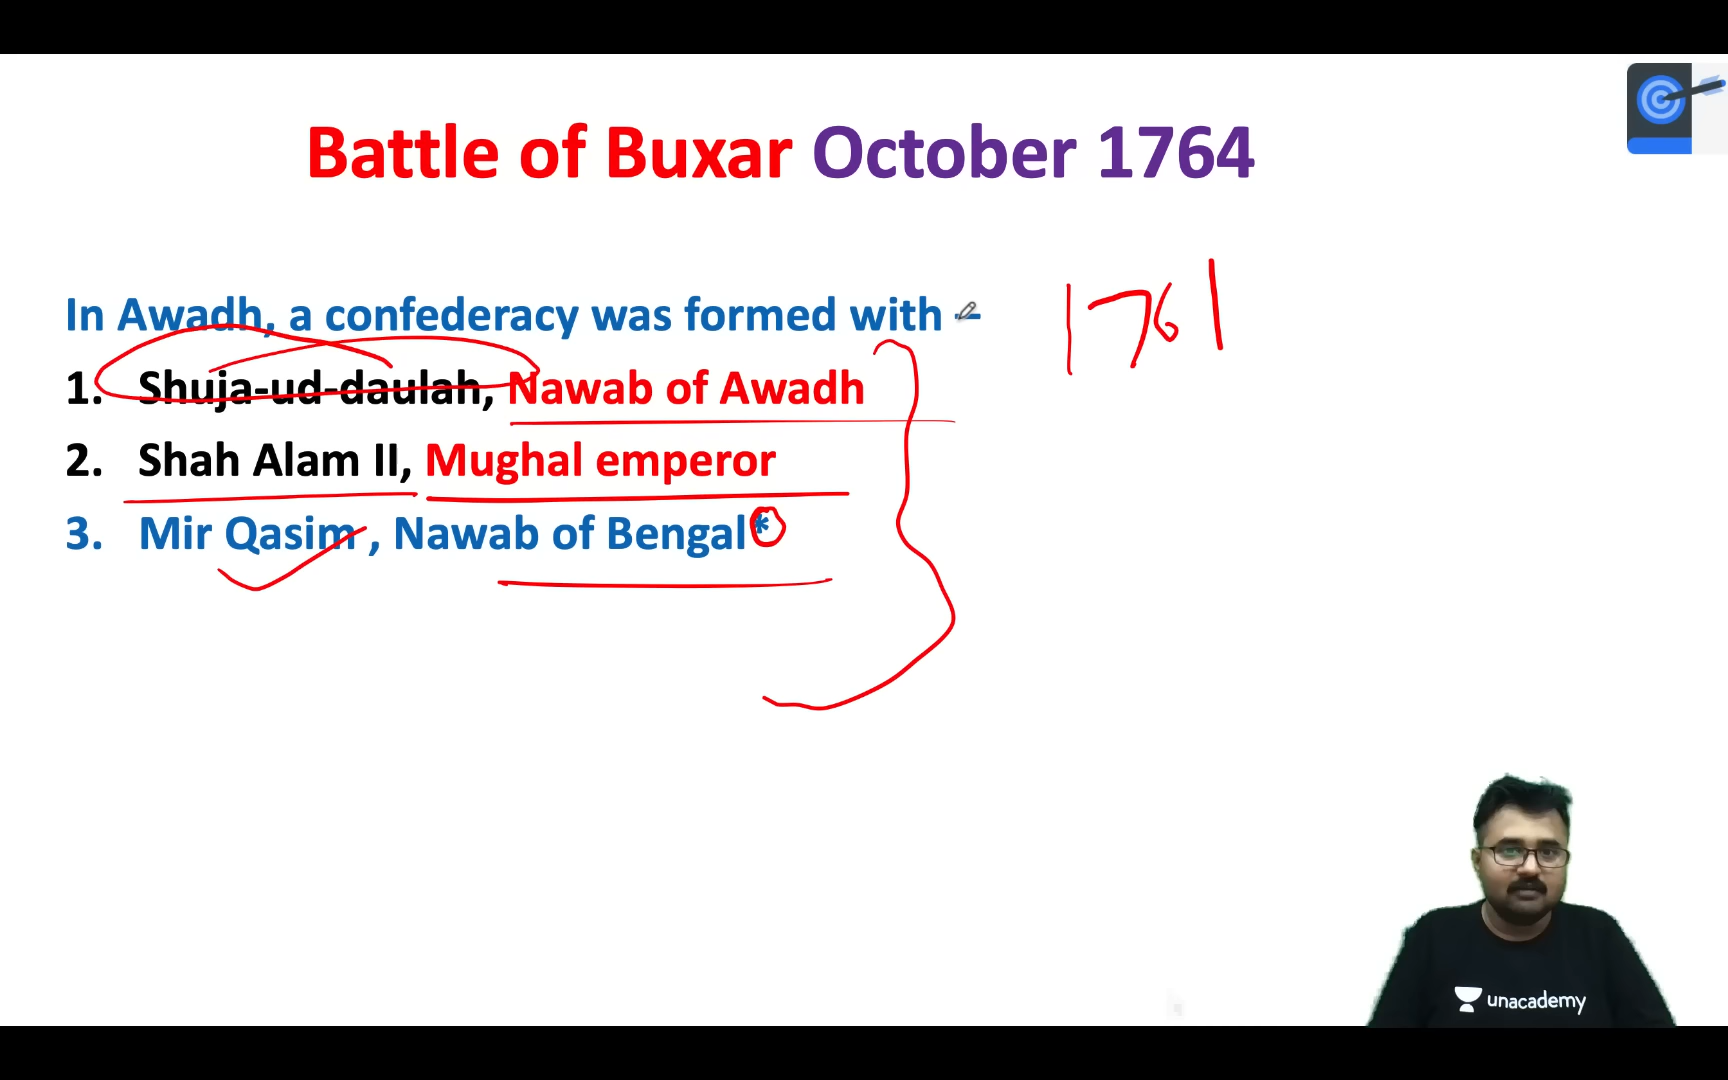 Battle of Buxar October 1764
In Awadh, a confederacy was formed with -
1761
1. Shuja-ud-daulah, Nawab of Awadh
2. Shah Alam II, Mughal emperor
3. Mir Qasim, Nawab of Bengal*
unacademy